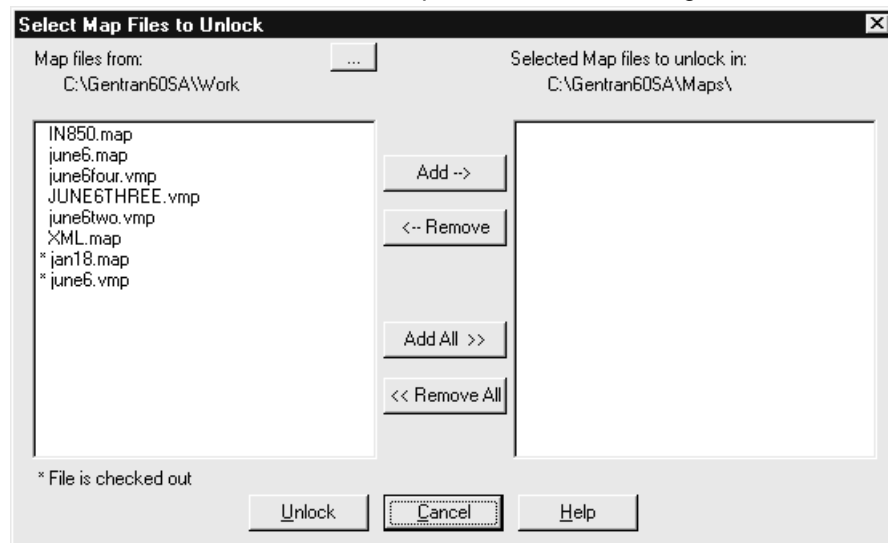 Select Map Files to Unlock
Map files from:
...
Selected Map files to unlock in:
C:\Gentran60SA\Work
C:\Gentran60SA\Maps\
IN850.map
june6.map
june6four.vmp
JUNE6THREE.vmp
june6two.vmp
XML.map
* jan18.map
* june6.vmp
Add -->
<-- Remove
Add All >>
<< Remove All
* File is checked out
Unlock
Cancel
Help